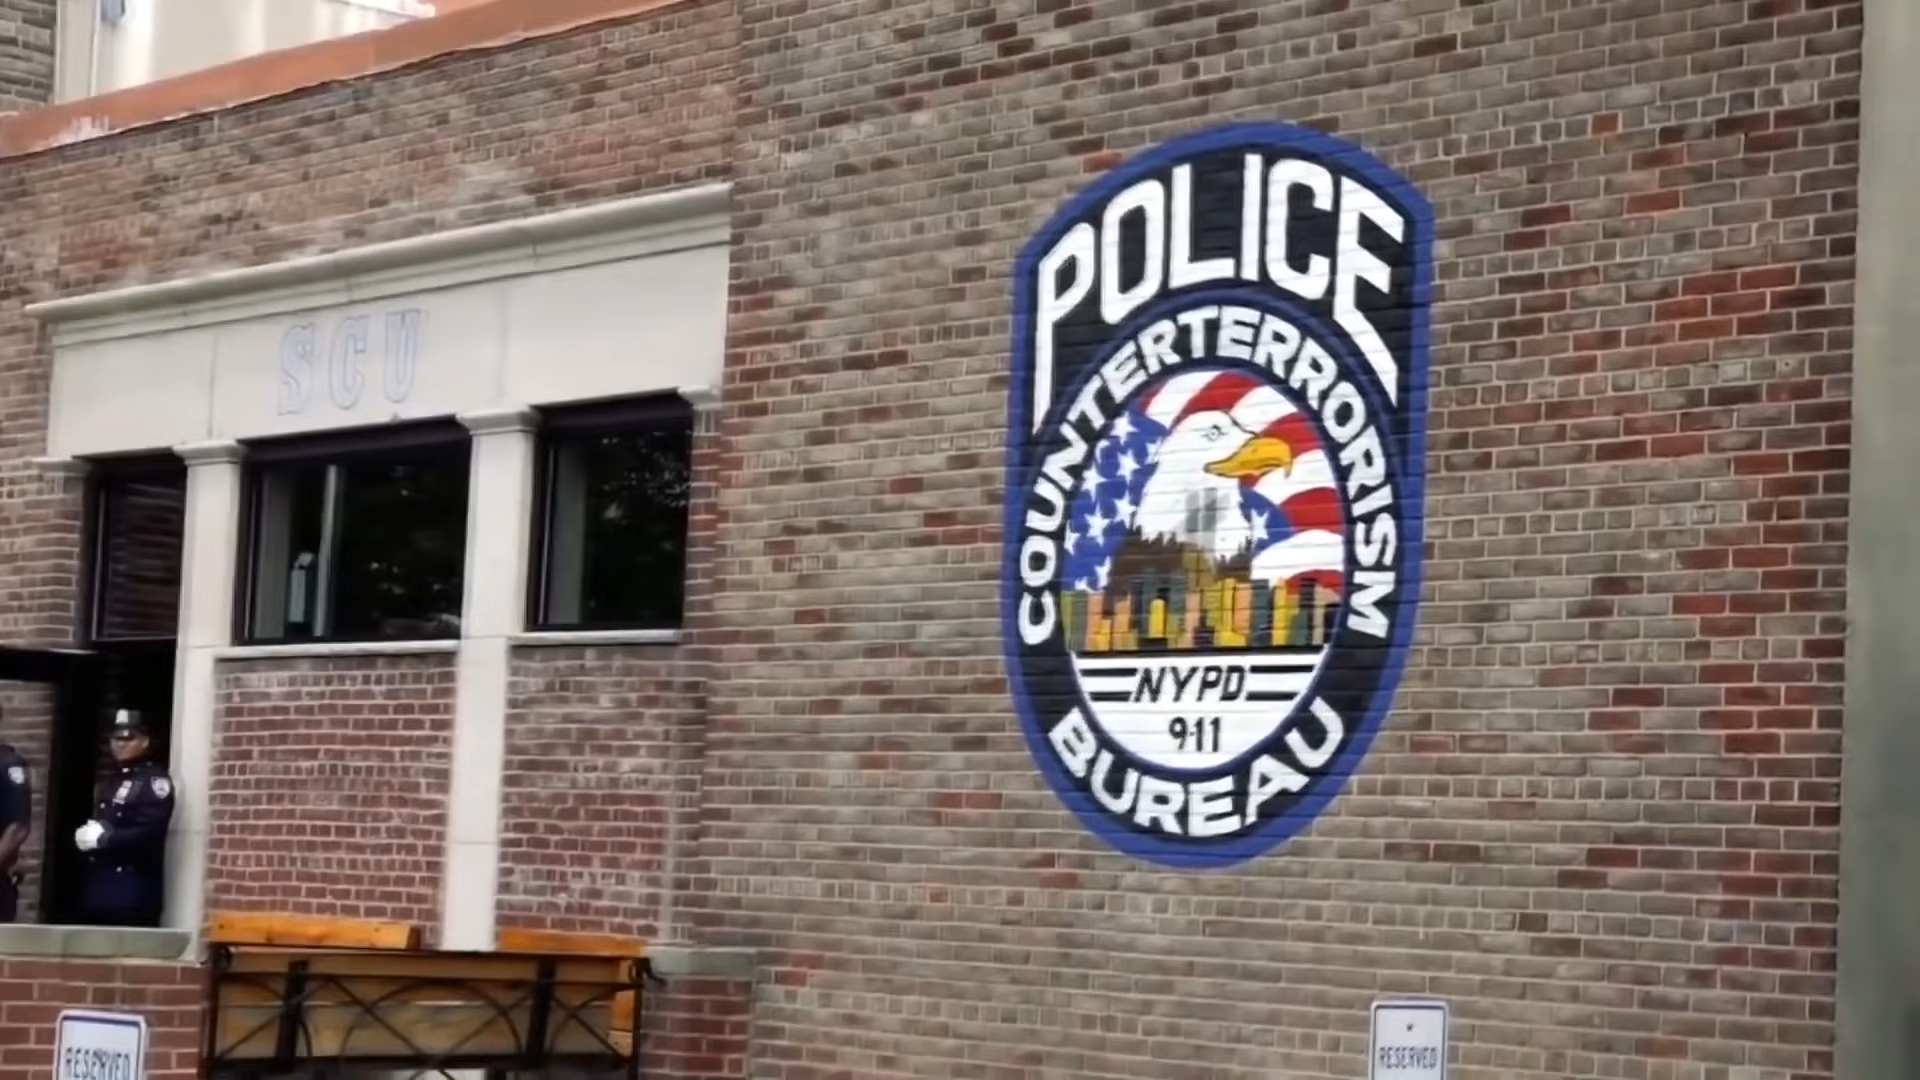 SCU
POLICE
COUNTERTERRORISM
NYPD
9-11
BUREAU
RESERVED
RESERVED